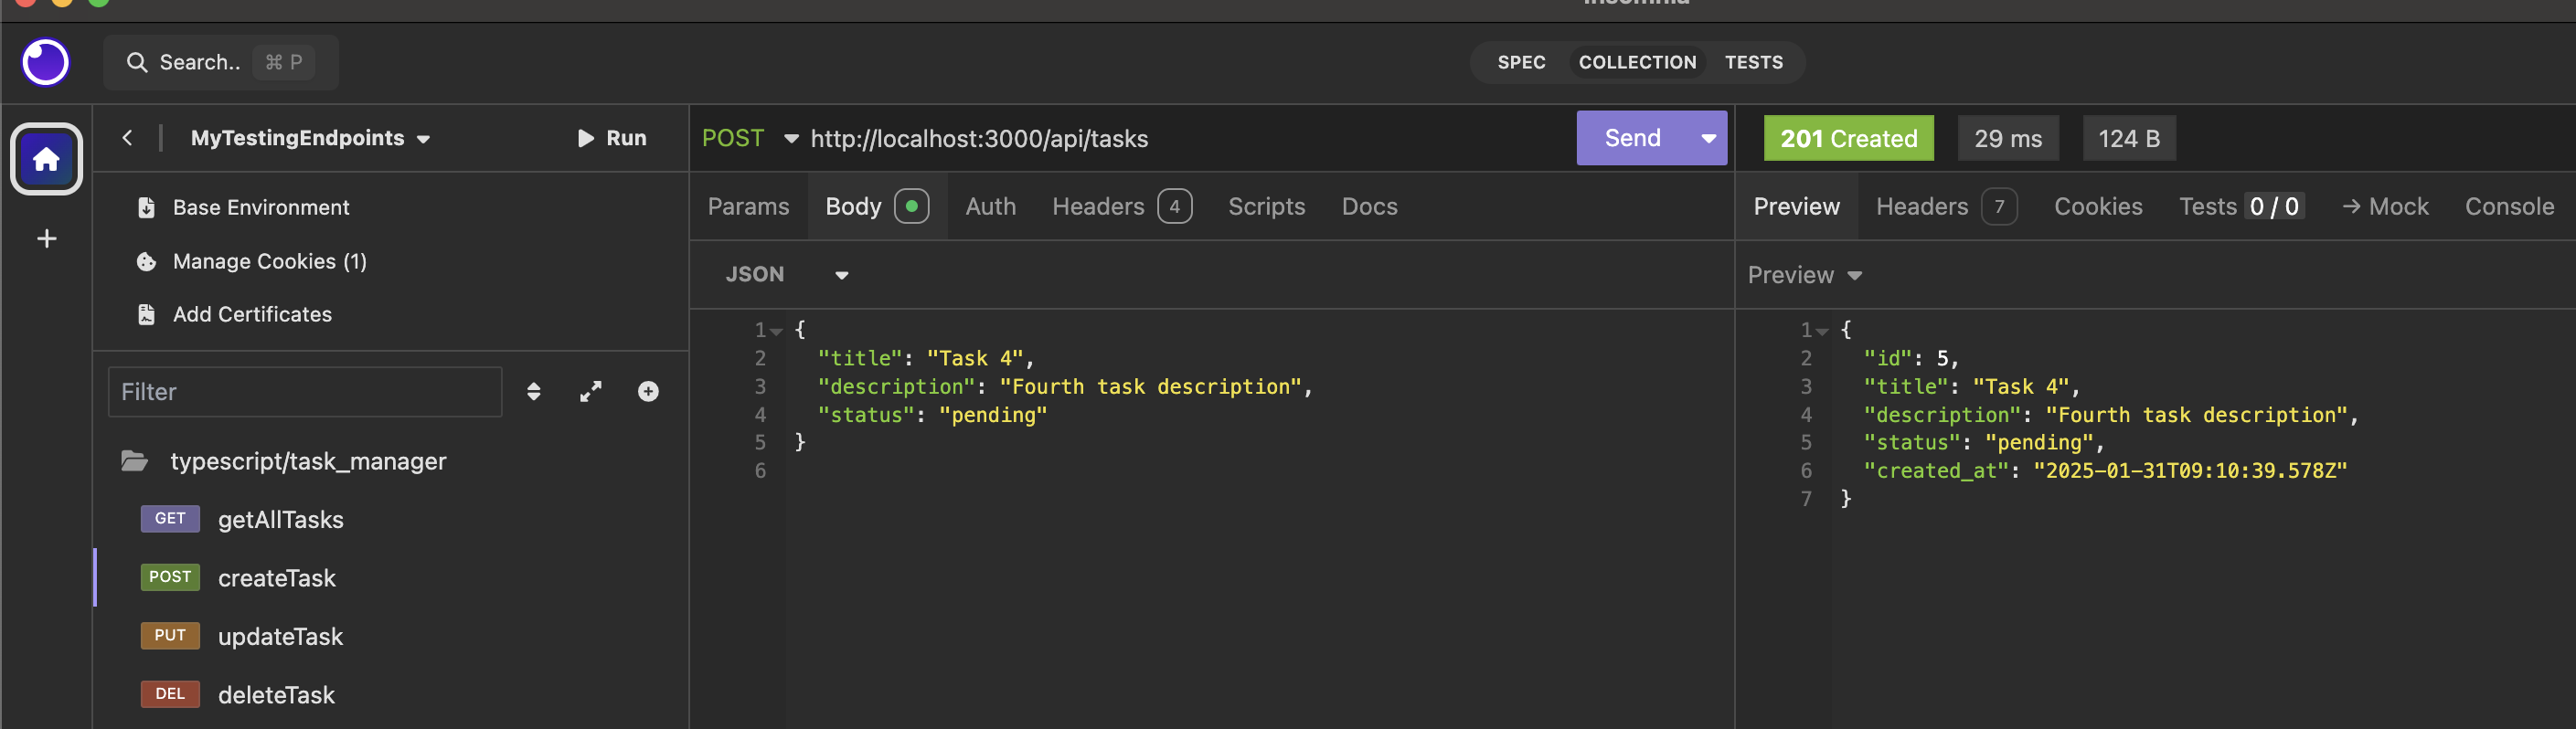 Insomnia
Search.. ⌘ P
SPEC COLLECTION TESTS
MyTestingEndpoints Run
Base Environment
Manage Cookies (1)
Add Certificates
Filter
typescript/task_manager
GET getAllTasks
POST createTask
PUT updateTask
DEL deleteTask
POST http://localhost:3000/api/tasks Send
Params Body Auth Headers 4 Scripts Docs
JSON
1 {
2 "title": "Task 4",
3 "description": "Fourth task description",
4 "status": "pending"
5 }
6
201 Created 29 ms 124 B
Preview Headers 7 Cookies Tests 0 / 0 → Mock Console
Preview
1 {
2 "id": 5,
3 "title": "Task 4",
4 "description": "Fourth task description",
5 "status": "pending",
6 "created_at": "2025-01-31T09:10:39.578Z"
7 }